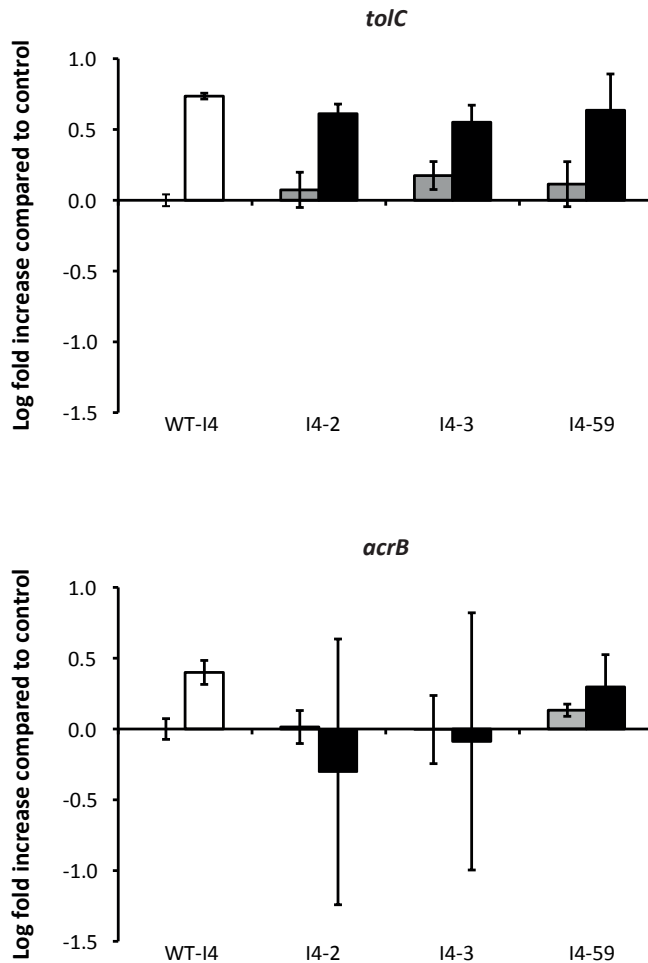 tolC
Log fold increase compared to control
1.0
0.5
0.0
-0.5
-1.0
-1.5
WT-I4 I4-2 I4-3 I4-59
acrB
Log fold increase compared to control
1.0
0.5
0.0
-0.5
-1.0
-1.5
WT-I4 I4-2 I4-3 I4-59